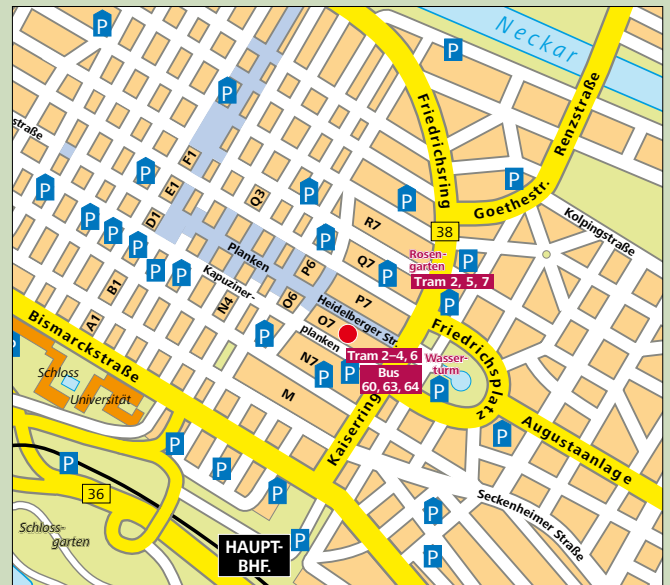 Neckar
P
P
Renzstraße
P
Friedrichsring
straße
F1
P
P
E1
P
Q3
P
P
D1
P
Goethestr.
Kolpingstraße
P
P
P
R7
38
P
P
P
Planken
Q7
Rosen-
garten
P
P6
P
Tram 2, 5, 7
Kapuziner-
planken
B1
N4
O6
P7
P
A1
Heidelberger Str.
O7
Friedrichsplatz
P
Bismarckstraße
P
Tram 2–4, 6
Wasser-
turm
N7
Bus
60, 63, 64
P
P
P
Schloss
Universität
M
Kaiserring
Augustaanlage
P
P
P
P
P
36
Seckenheimer Straße
P
Schloss-
garten
P
P
HAUPT-
BHF.